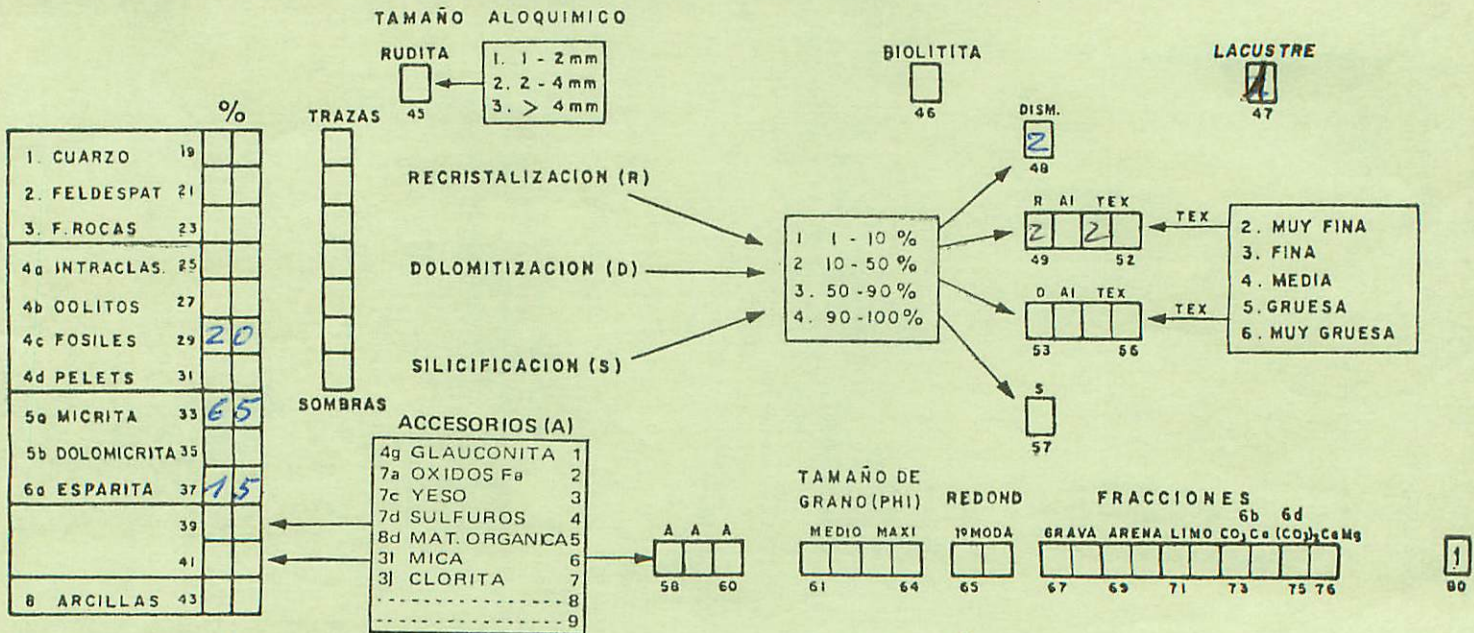 TAMAÑO ALOQUIMICO
RUDITA
45
1. 1 - 2 mm
2. 2 - 4 mm
3. > 4 mm
BIOLITITA
46
LACUSTRE
47
%
1. CUARZO 19
2. FELDESPAT 21
3. F. ROCAS 23
4a INTRACLAS. 25
4b OOLITOS 27
4c FOSILES 29 20
4d PELETS 31
5a MICRITA 33 65
5b DOLOMICRITA 35
6a ESPARITA 37 15
39
41
8 ARCILLAS 43
TRAZAS
SOMBRAS
RECRISTALIZACION (R)
DOLOMITIZACION (D)
SILICIFICACION (S)
1 1 - 10 %
2 10 - 50 %
3. 50 - 90 %
4. 90 - 100 %
DISM.
2
48
R AI TEX
2 2
49 52
TEX
D AI TEX
53 56
TEX
2. MUY FINA
3. FINA
4. MEDIA
5. GRUESA
6. MUY GRUESA
S
57
ACCESORIOS (A)
4g GLAUCONITA 1
7a OXIDOS Fe 2
7c YESO 3
7d SULFUROS 4
8d MAT. ORGANICA 5
3I MICA 6
3J CLORITA 7
8
9
A A A
58 60
TAMAÑO DE
GRANO (PHI)
MEDIO MAXI
61 64
REDOND
1º MODA
65
FRACCIONES
6b 6d
GRAVA ARENA LIMO CO3Ca (CO3)2CaMg
67 69 71 73 75 76
1
80